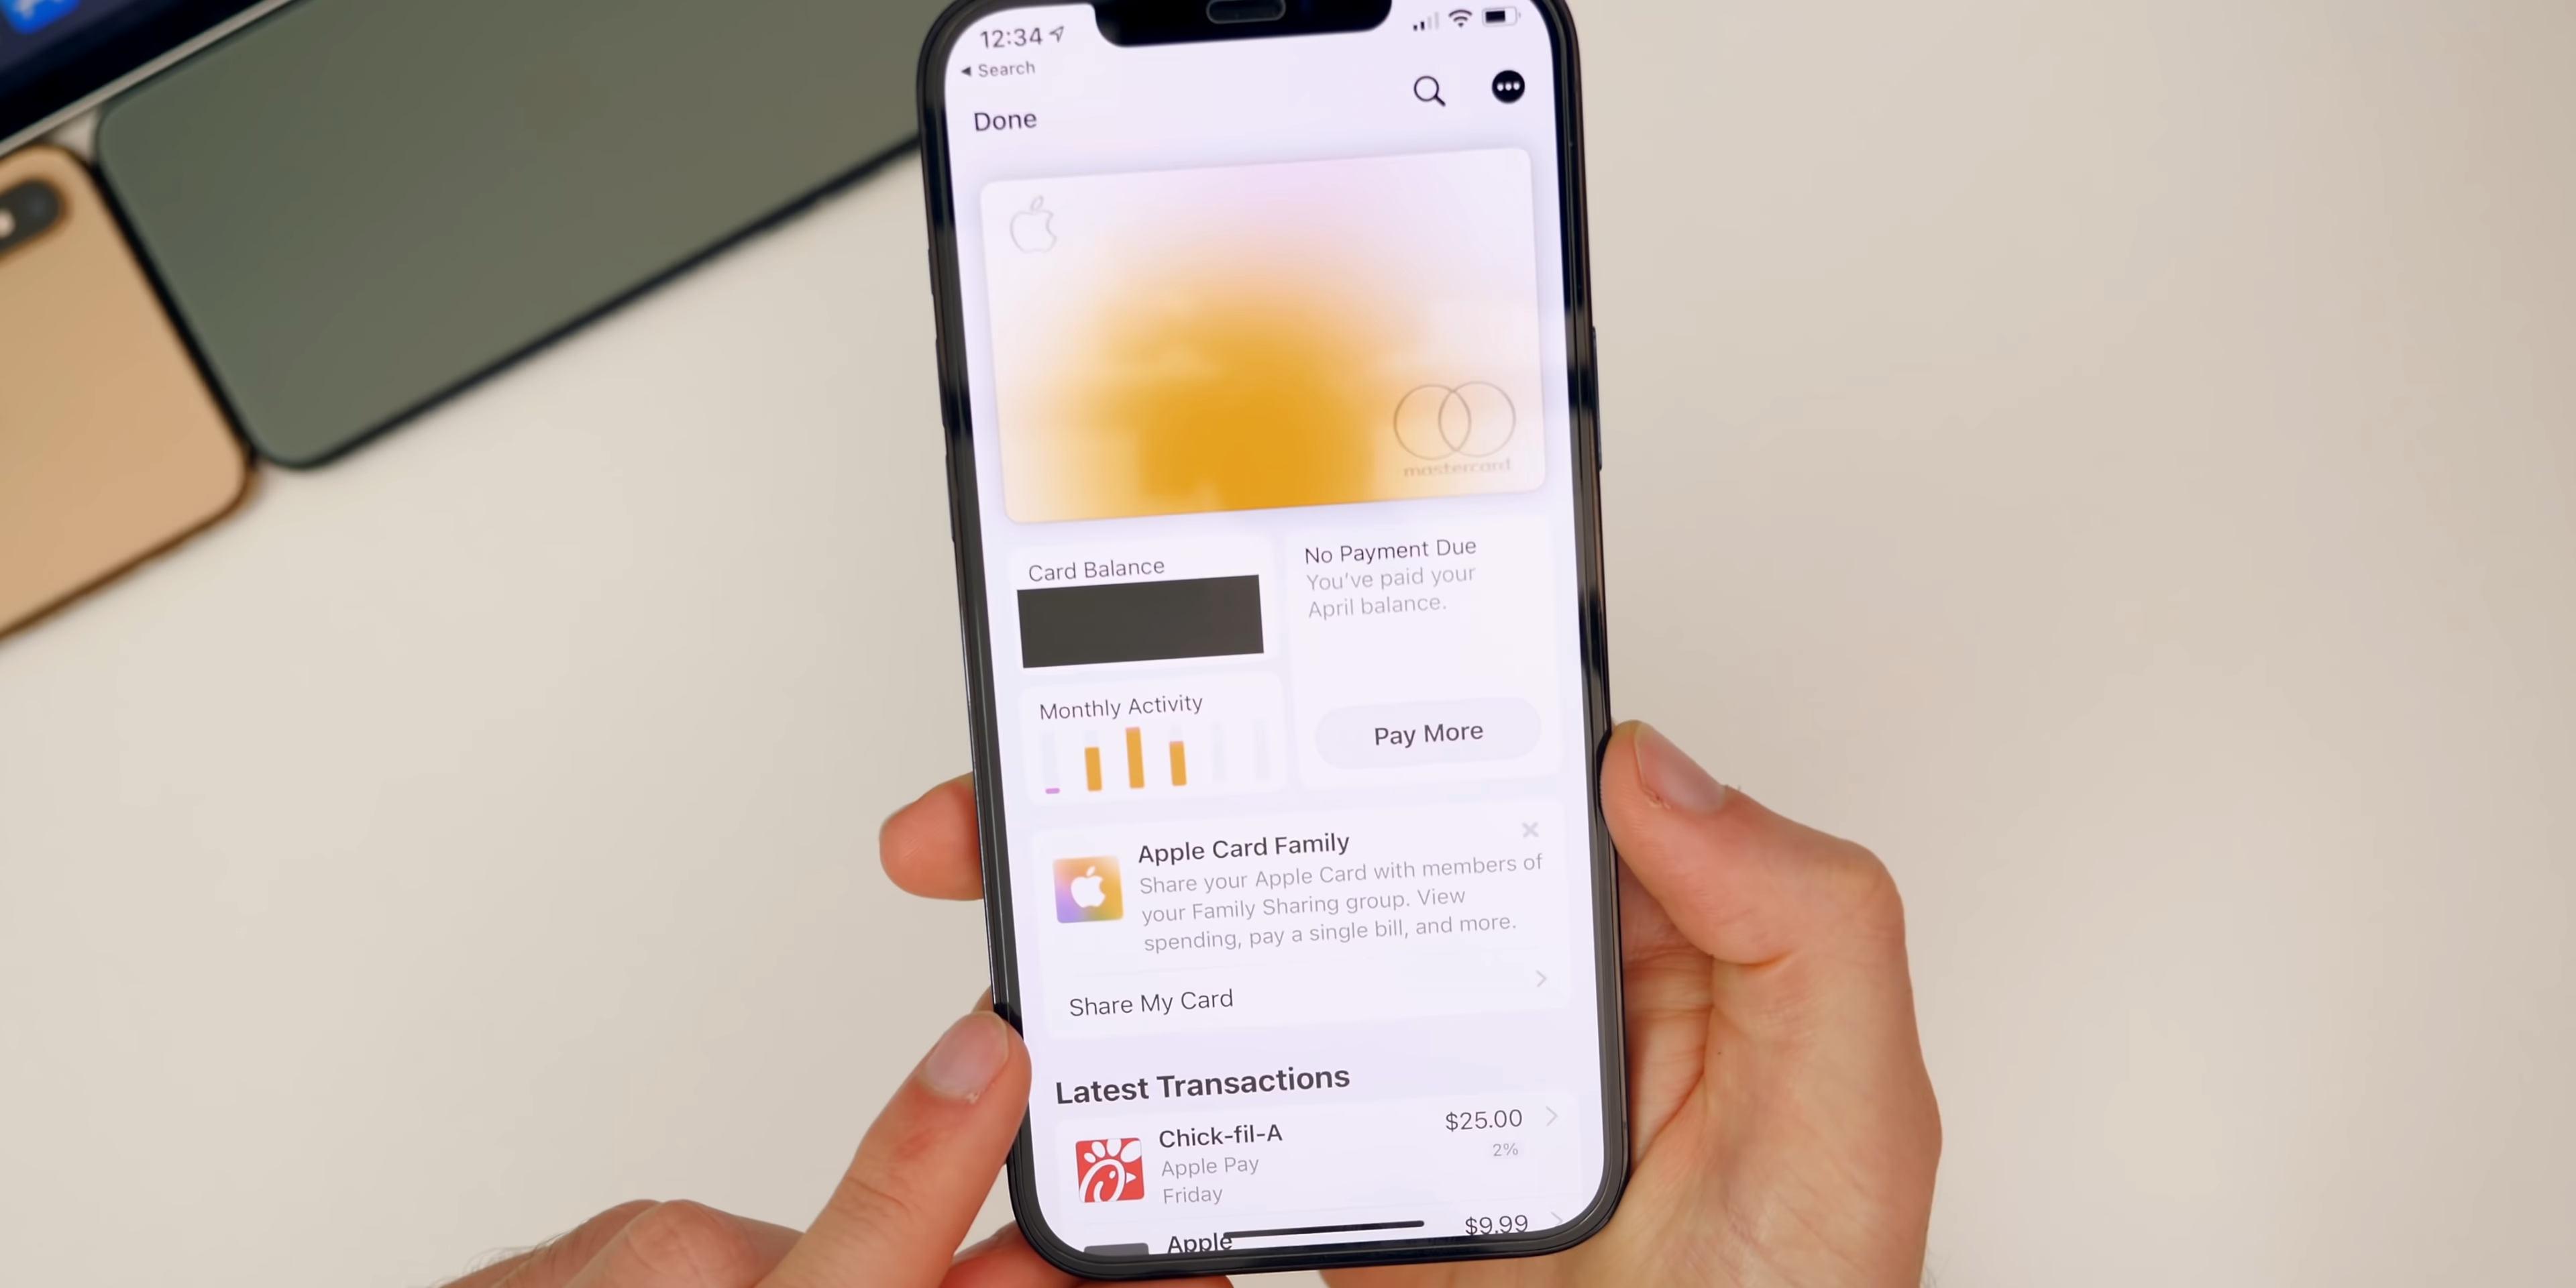 12:34
◀ Search
Done
mastercard
Card Balance
No Payment Due
You've paid your
April balance.
Monthly Activity
Pay More
Apple Card Family
Share your Apple Card with members of
your Family Sharing group. View
spending, pay a single bill, and more.
Share My Card
Latest Transactions
Chick-fil-A
$25.00
Apple Pay
2%
Friday
Apple
$9.99